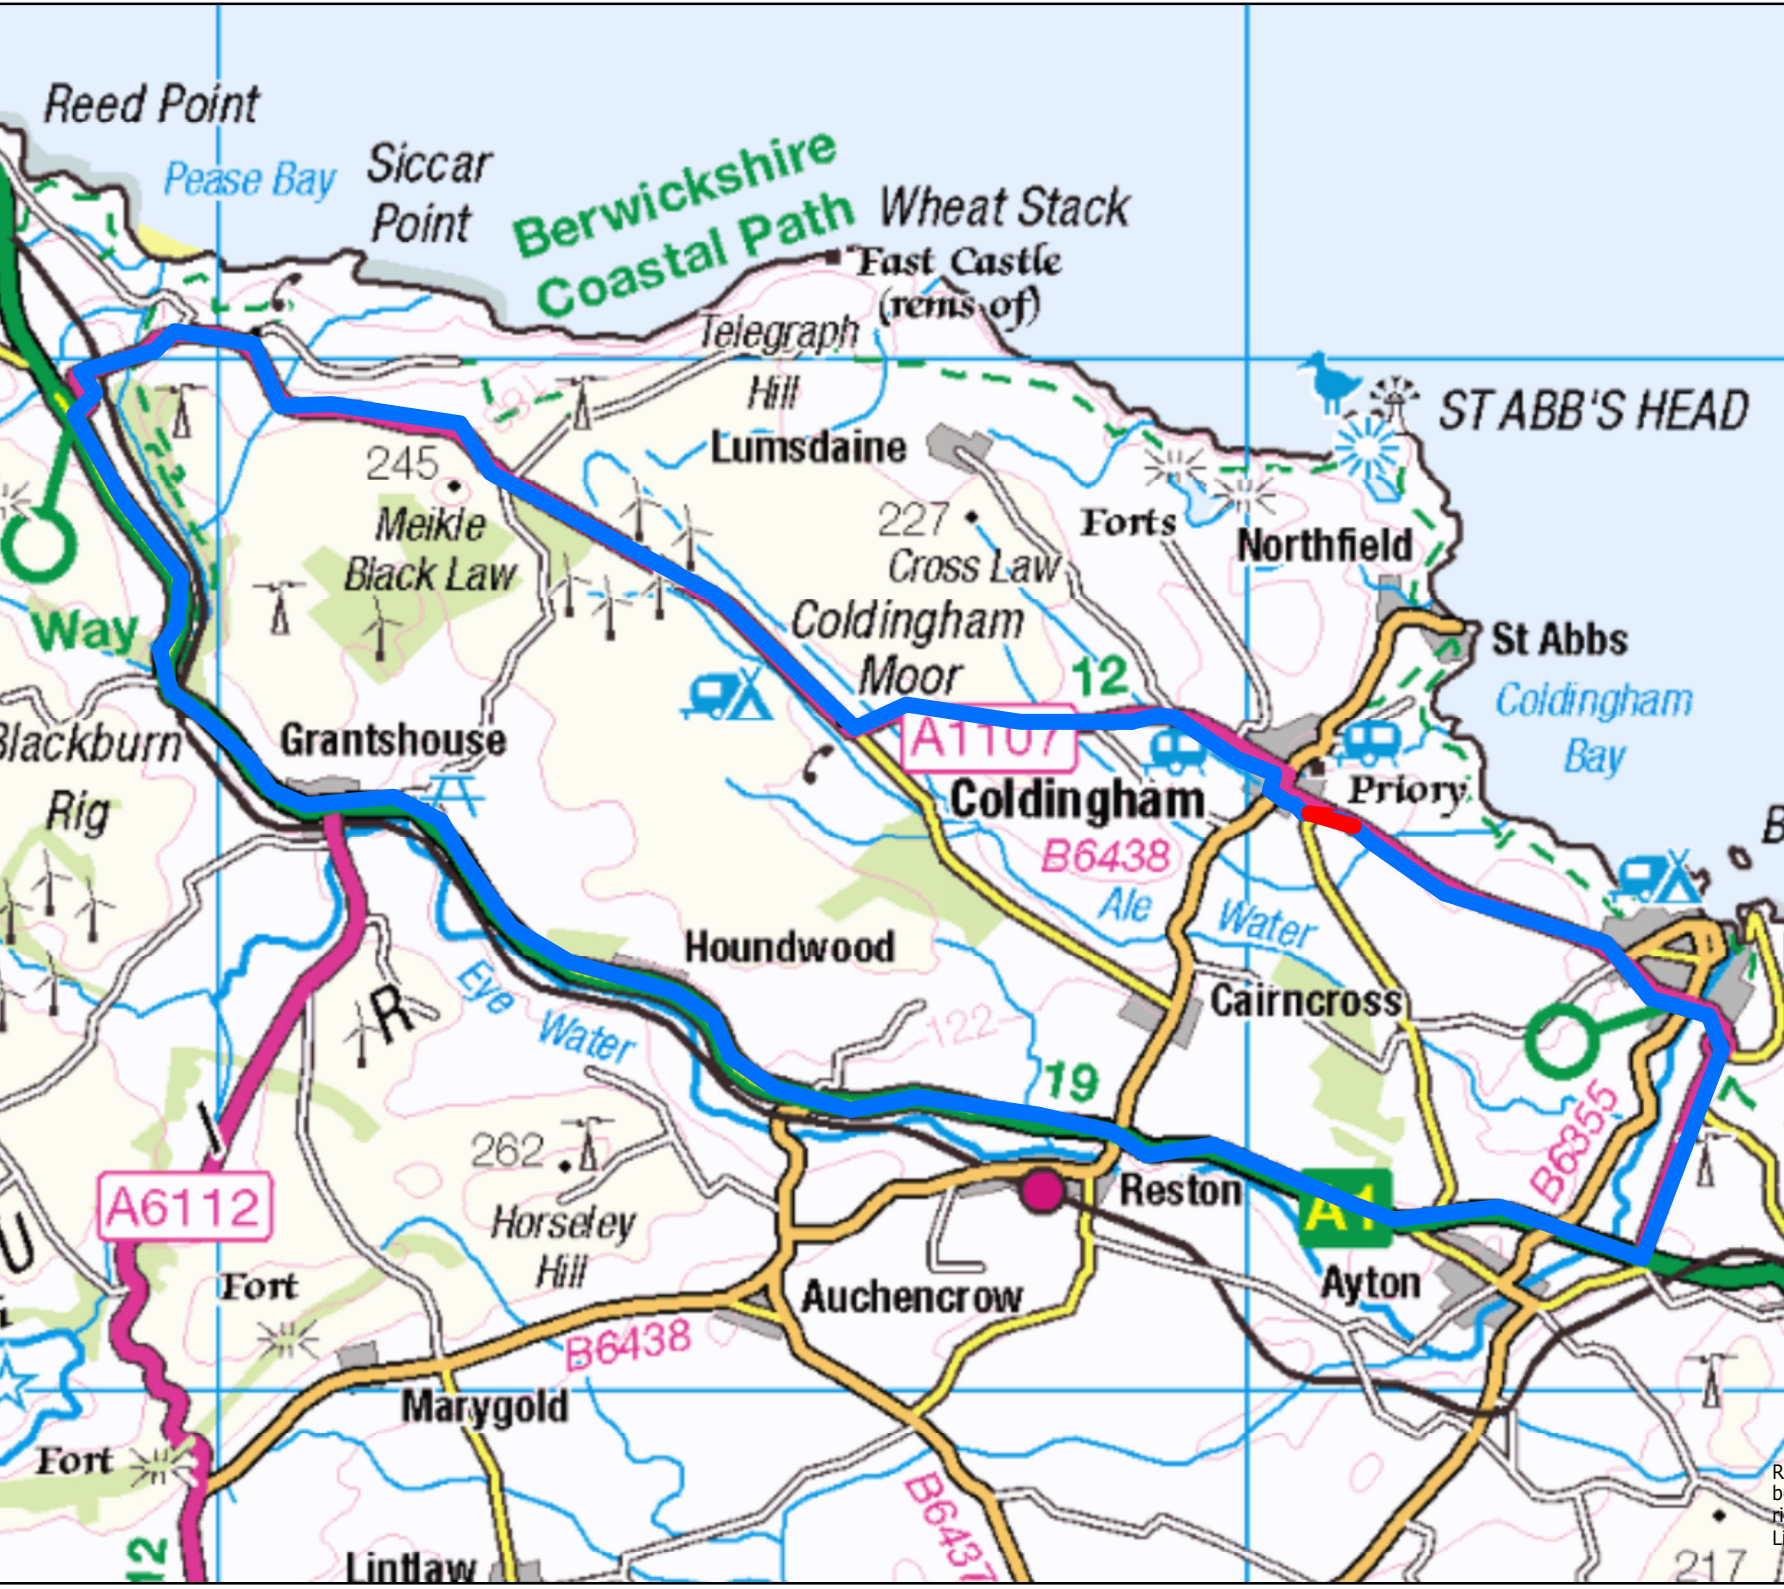 Reed Point
Pease Bay
Siccar
Point
Berwickshire
Coastal Path
Wheat Stack
Fast Castle
(rems of)
Telegraph
Hill
ST ABB'S HEAD
Lumsdaine
245
Meikle
Black Law
227
Cross Law
Forts
Northfield
Way
Coldingham
Moor
12
St Abbs
Coldingham
Bay
Blackburn
Rig
Grantshouse
A1107
Coldingham
Priory
B
B6438
Ale
Water
Houndwood
Cairncross
Eye
Water
R
122
19
7
B6355
I
262
Horseley
Hill
Reston
A1
A6112
U
Fort
Auchencrow
Ayton
B6438
Marygold
Fort
B6437
12
Lintlaw
217